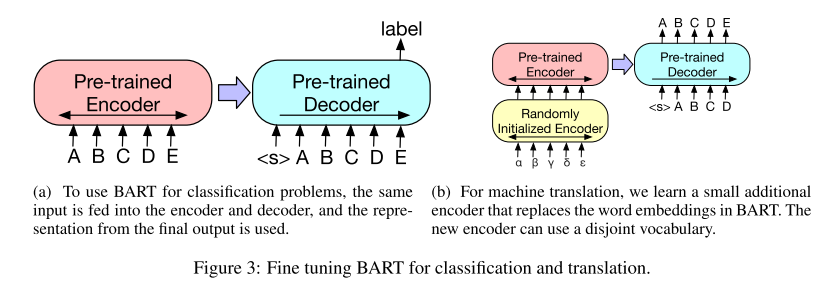 label
Pre-trained
Encoder
A B C D E
Pre-trained
Decoder
<s> A B C D E
A B C D E
Pre-trained
Encoder
Pre-trained
Decoder
<s> A B C D
Randomly
Initialized Encoder
α β γ δ ε
(a) To use BART for classification problems, the same
input is fed into the encoder and decoder, and the repre-
sentation from the final output is used.
(b) For machine translation, we learn a small additional
encoder that replaces the word embeddings in BART. The
new encoder can use a disjoint vocabulary.
Figure 3: Fine tuning BART for classification and translation.